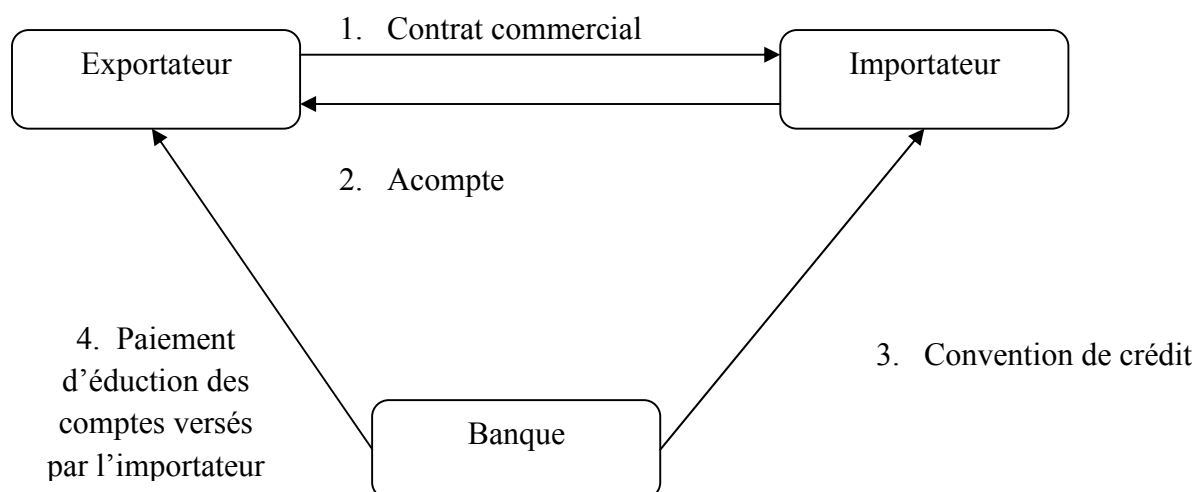 1. Contrat commercial
Exportateur
Importateur
2. Acompte
4. Paiement
d’éduction des
comptes versés
par l’importateur
3. Convention de crédit
Banque